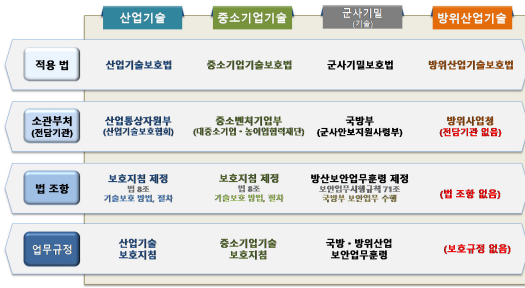 산업기술
중소기업기술
군사기밀
(기술)
방위산업기술
적용 법
산업기술보호법
중소기업기술보호법
군사기밀보호법
방위산업기술보호법
소관부처
(전담기관)
산업통상자원부
(산업기술보호협회)
중소벤처기업부
(대중소기업・농어업협력재단)
국방부
(군사안보지원사령부)
방위사업청
(전담기관 없음)
법 조항
보호지침 제정
법 8조
기술보호 방법, 절차
보호지침 제정
법 8조
기술보호 방법, 절차
방산보안업무훈령 제정
보안업무시행규칙 71조
국방부 보안업무 수행
(법 조항 없음)
업무규정
산업기술
보호지침
중소기업기술
보호지침
국방・방위산업
보안업무훈령
(보호규정 없음)